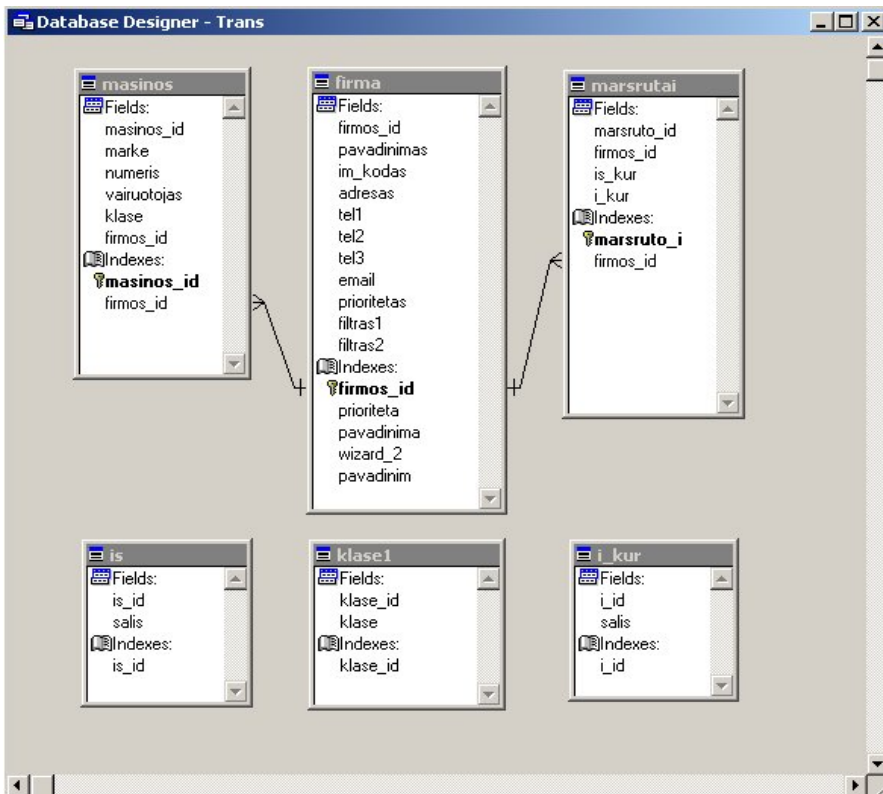 Database Designer - Trans
masinos
Fields:
masinos_id
marke
numeris
vairuotojas
klase
firmos_id
Indexes:
masinos_id
firmos_id
firma
Fields:
firmos_id
pavadinimas
im_kodas
adresas
tel1
tel2
tel3
email
prioritetas
filtras1
filtras2
Indexes:
firmos_id
prioriteta
pavadinima
wizard_2
pavadinim
marsrutai
Fields:
marsruto_id
firmos_id
is_kur
i_kur
Indexes:
marsruto_i
firmos_id
is
Fields:
is_id
salis
Indexes:
is_id
klase1
Fields:
klase_id
klase
Indexes:
klase_id
i_kur
Fields:
i_id
salis
Indexes:
i_id